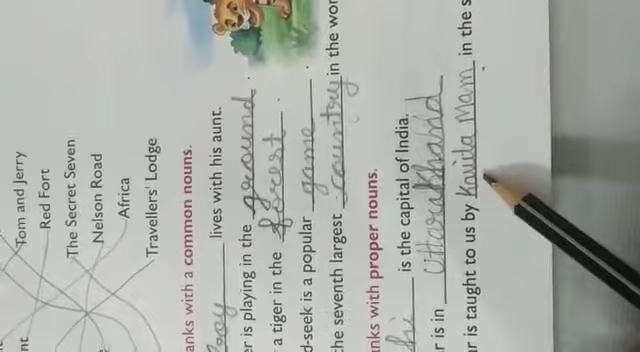 Tom and Jerry
Red Fort
The Secret Seven
Nelson Road
Africa
Travellers' Lodge
nt
anks with a common nouns.
boy lives with his aunt.
er is playing in the ground.
a tiger in the forest.
d-seek is a popular game.
the seventh largest country in the wor
nks with proper nouns.
hi is the capital of India.
r is in Uttarakhand
ar is taught to us by Kavita Mam in the s